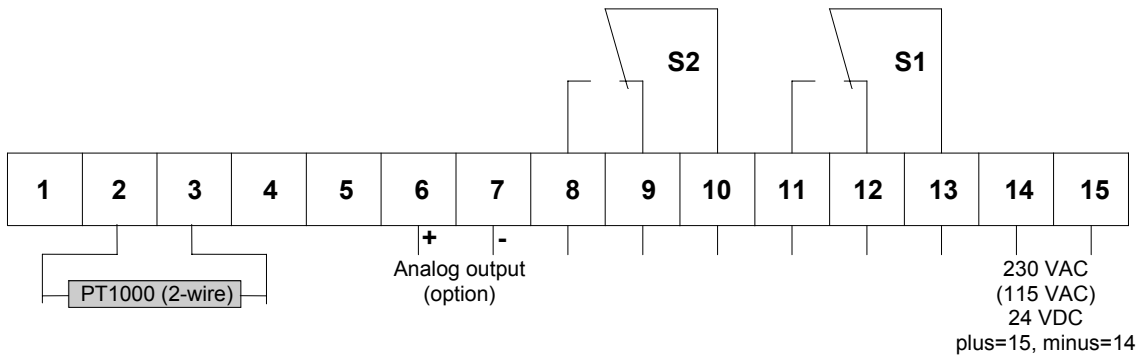 S2
S1
1 2 3 4 5 6 7 8 9 10 11 12 13 14 15
+ -
PT1000 (2-wire)
Analog output
(option)
230 VAC
(115 VAC)
24 VDC
plus=15, minus=14